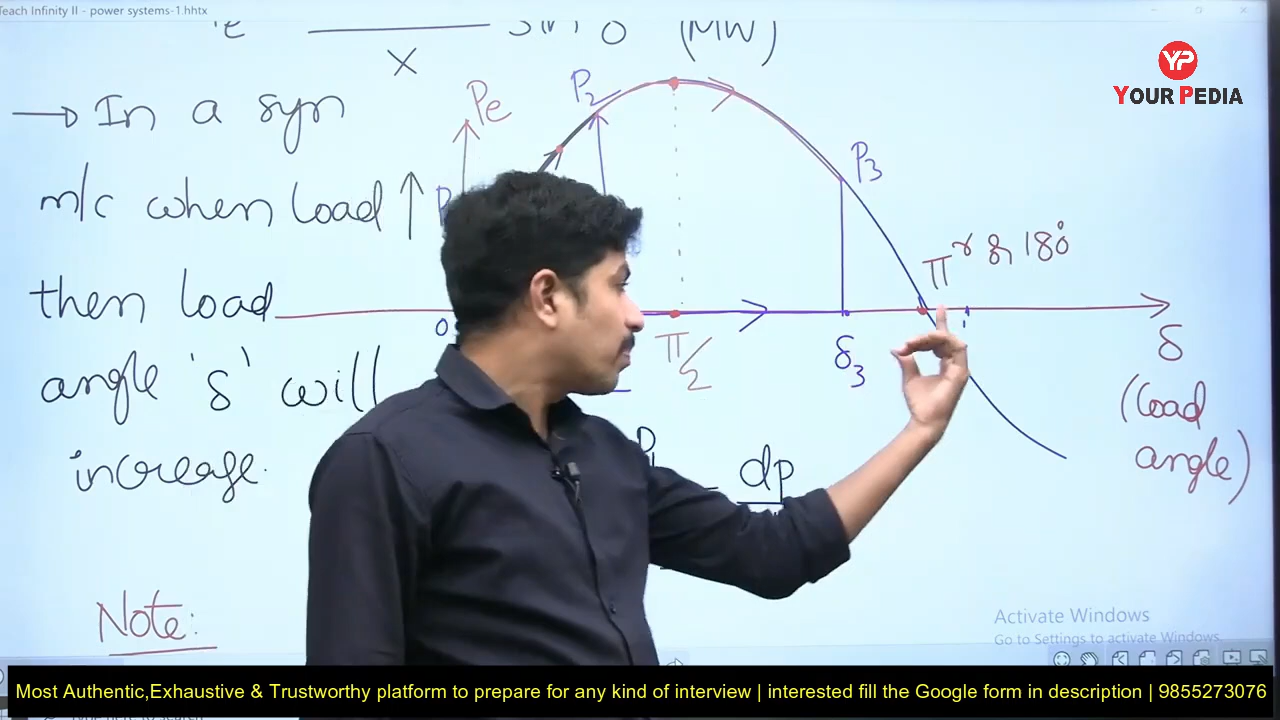 Teach Infinity II - power systems-1.hhtx
X
(MW)
YP
YOUR PEDIA
→ In a syn
m/c when load ↑
then load
angle 'δ' will
increase.
Pe
P2
P3
π r & 180°
0
π/2
δ3
δ
(load
angle)
dp
Note:
Activate Windows
Go to Settings to activate Windows.
Most Authentic,Exhaustive & Trustworthy platform to prepare for any kind of interview | interested fill the Google form in description | 9855273076